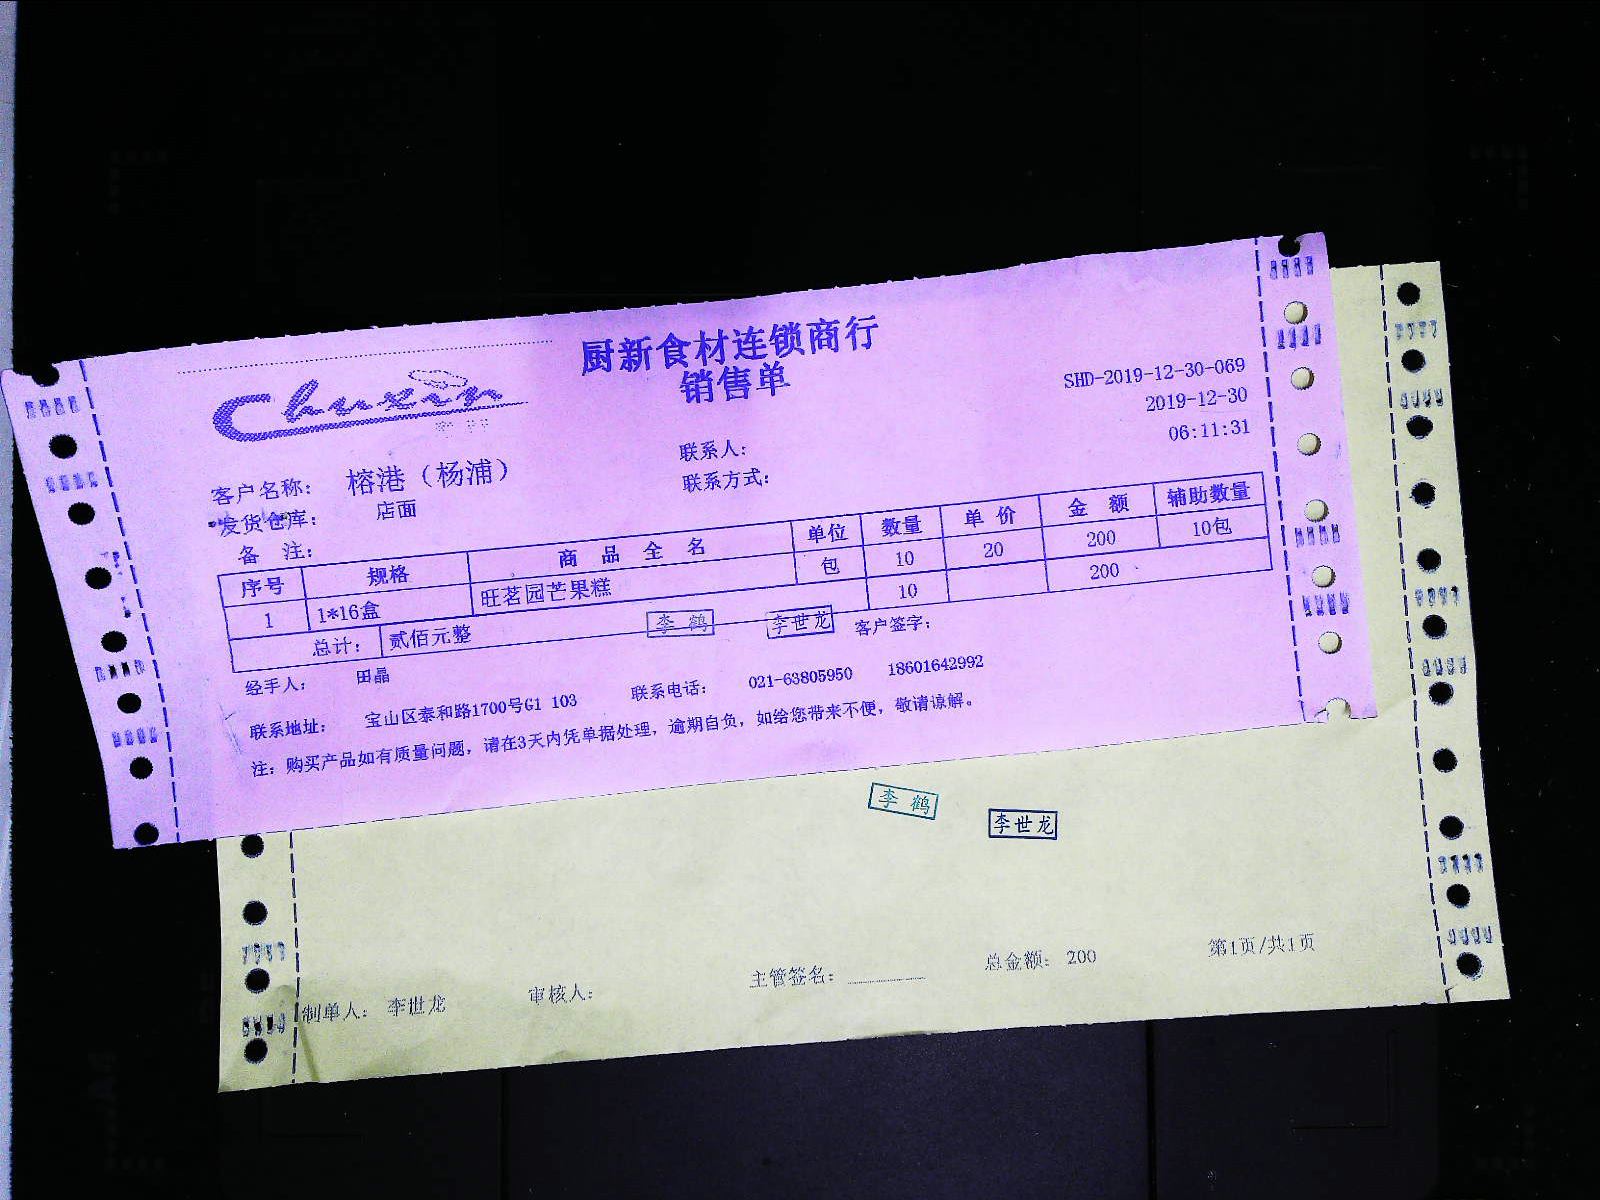 厨新食材连锁商行
销售单
Chuxin
SHD-2019-12-30-069
2019-12-30
06:11:31
联系人：
联系方式：
客户名称： 榕港（杨浦）
发货仓库： 店面
备 注：
序号 规格 商 品 全 名 单位 数量 单 价 金 额 辅助数量
1 1*16盒 旺茗园芒果糕 包 10 20 200 10包
总计： 贰佰元整 10 200
李 鹤 李世龙 客户签字：
经手人： 田晶
联系地址： 宝山区泰和路1700号G1 103 联系电话： 021-63805950 18601642992
注：购买产品如有质量问题，请在3天内凭单据处理，逾期自负，如给您带来不便，敬请谅解。
李 鹤 李世龙
制单人： 李世龙 审核人： 主管签名： 总金额： 200 第1页/共1页